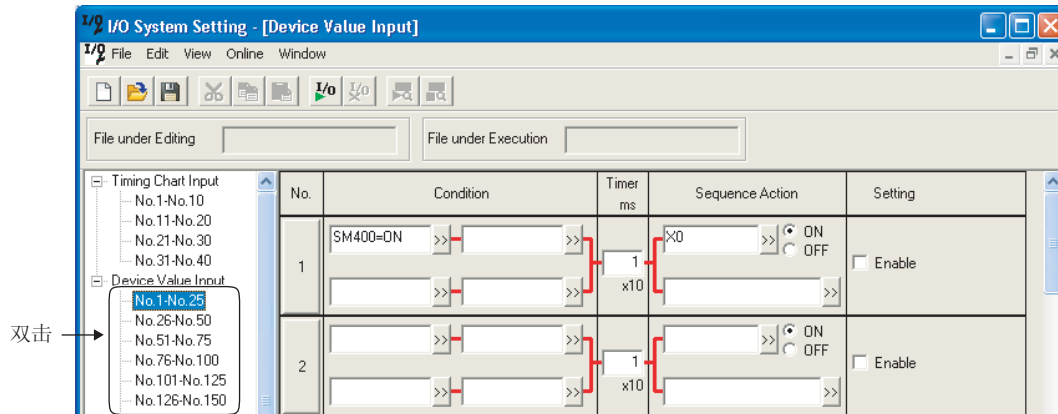 I/O System Setting - [Device Value Input]
File Edit View Online Window
I/O I/O
File under Editing File under Execution
Timing Chart Input
No.1-No.10
No.11-No.20
No.21-No.30
No.31-No.40
Device Value Input
No.1-No.25
No.26-No.50
No.51-No.75
No.76-No.100
No.101-No.125
No.126-No.150
双击
No. Condition Timer ms Sequence Action Setting
1 SM400=ON >> >> 1 X0 >> ON
OFF
Enable
>> >> x10 >>
2 >> >> 1 >> ON
OFF
Enable
>> >> x10 >>